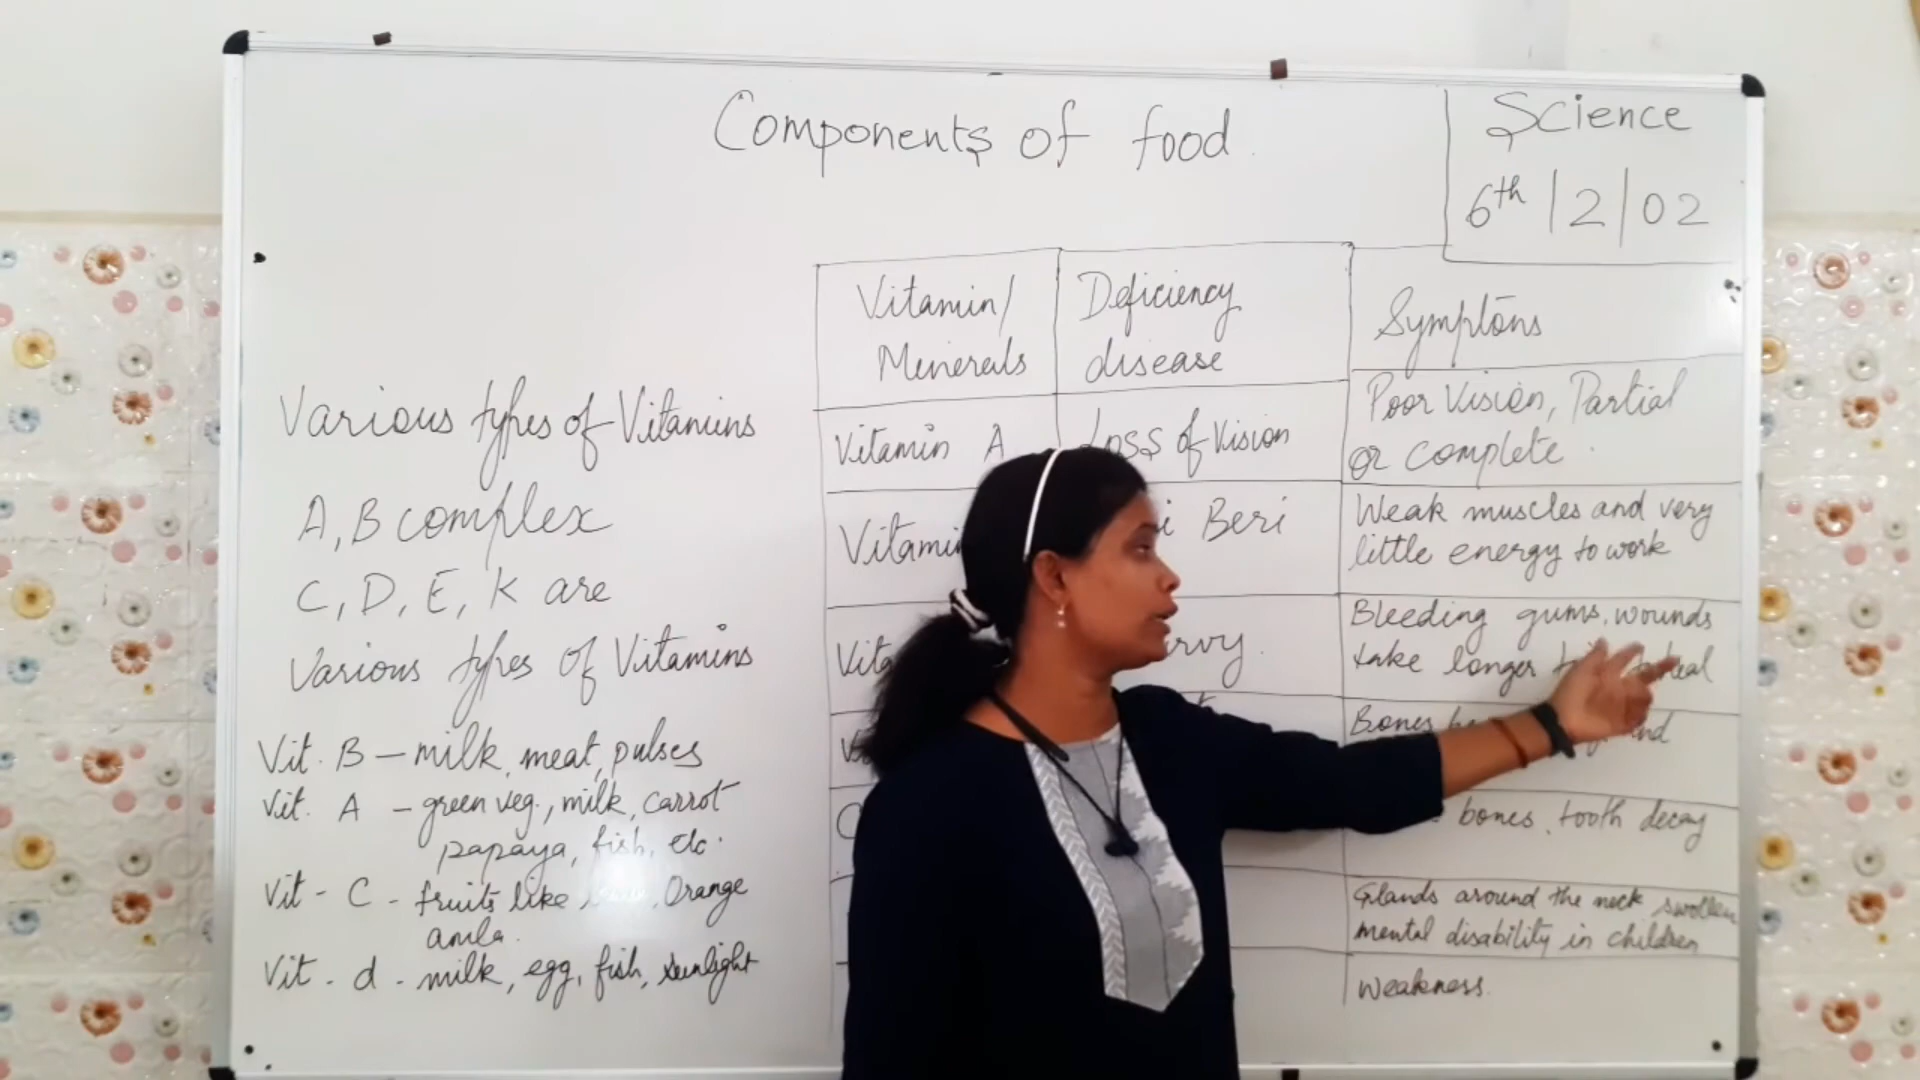 Components of food
Science
6th / 2 / 02
Various types of Vitamins
A, B complex
C, D, E, K are
Various types of Vitamins
Vit. B - milk, meat, pulses
Vit. A - green veg., milk, carrot
papaya, fish, etc.
Vit - C - fruits like Orange
amla.
Vit - d - milk, egg, fish, sunlight
Vitamin/
Minerals
Deficiency
disease
Symptoms
Vitamin A
Loss of Vision
Poor Vision, Partial
or complete.
Beri
Weak muscles and very
little energy to work
Bleeding gums, wounds
take longer
Bones
bones, tooth decay
Glands around the neck swollen
mental disability in children
Weakness.